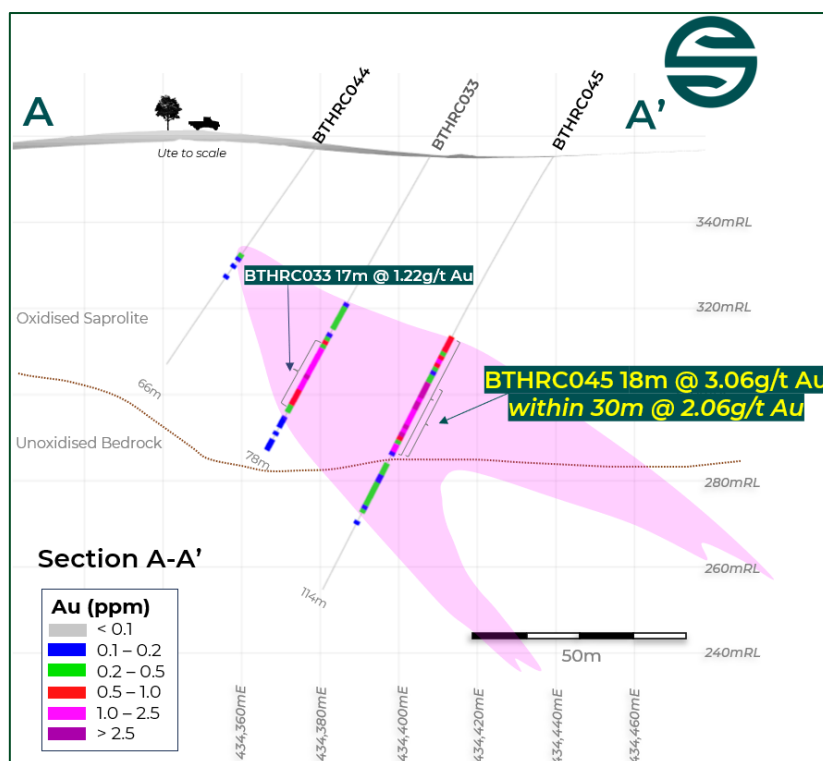 A
A’
BTHRC044
BTHRC033
BTHRC045
Ute to scale
340mRL
BTHRC033 17m @ 1.22g/t Au
320mRL
Oxidised Saprolite
BTHRC045 18m @ 3.06g/t Au
within 30m @ 2.06g/t Au
66m
Unoxidised Bedrock
78m
280mRL
Section A-A’
260mRL
114m
Au (ppm)
< 0.1
0.1 – 0.2
0.2 – 0.5
0.5 – 1.0
1.0 – 2.5
> 2.5
50m
240mRL
434,360mE
434,380mE
434,400mE
434,420mE
434,440mE
434,460mE